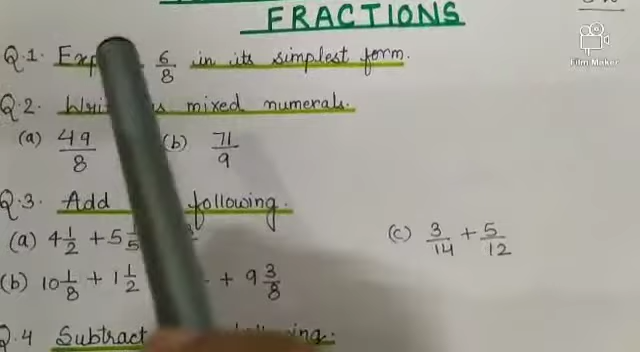 FRACTIONS
Q.1. 6/8 in its simplest form.
Q.2. mixed numerals.
(a) 49/8 (b) 71/9
Q.3. Add following.
(a) 4 1/2 + 5
(c) 3/14 + 5/12
(b) 10 1/8 + 1 1/2 + 9 3/8
Q.4 Subtract following:
Film Maker